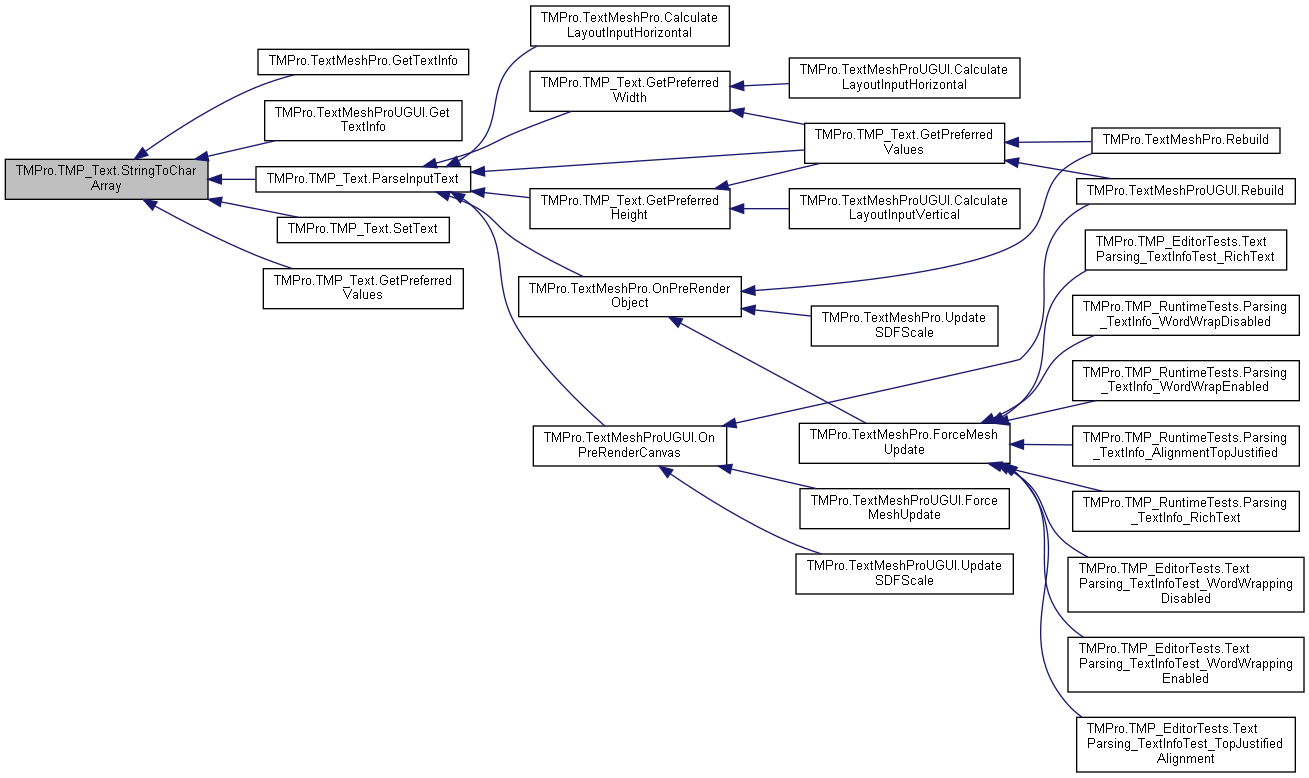 TMPro.TextMeshPro.Calculate
LayoutInputHorizontal
TMPro.TextMeshPro.GetTextInfo
TMPro.TMP_Text.GetPreferred
Width
TMPro.TextMeshProUGUI.Calculate
LayoutInputHorizontal
TMPro.TextMeshProUGUI.Get
TextInfo
TMPro.TMP_Text.GetPreferred
Values
TMPro.TextMeshPro.Rebuild
TMPro.TMP_Text.StringToChar
Array
TMPro.TMP_Text.ParseInputText
TMPro.TextMeshProUGUI.Rebuild
TMPro.TMP_Text.GetPreferred
Height
TMPro.TextMeshProUGUI.Calculate
LayoutInputVertical
TMPro.TMP_Text.SetText
TMPro.TMP_EditorTests.Text
Parsing_TextInfoTest_RichText
TMPro.TMP_Text.GetPreferred
Values
TMPro.TextMeshPro.OnPreRender
Object
TMPro.TMP_RuntimeTests.Parsing
_TextInfo_WordWrapDisabled
TMPro.TextMeshPro.Update
SDFScale
TMPro.TMP_RuntimeTests.Parsing
_TextInfo_WordWrapEnabled
TMPro.TextMeshProUGUI.On
PreRenderCanvas
TMPro.TextMeshPro.ForceMesh
Update
TMPro.TMP_RuntimeTests.Parsing
_TextInfo_AlignmentTopJustified
TMPro.TextMeshProUGUI.Force
MeshUpdate
TMPro.TMP_RuntimeTests.Parsing
_TextInfo_RichText
TMPro.TextMeshProUGUI.Update
SDFScale
TMPro.TMP_EditorTests.Text
Parsing_TextInfoTest_WordWrapping
Disabled
TMPro.TMP_EditorTests.Text
Parsing_TextInfoTest_WordWrapping
Enabled
TMPro.TMP_EditorTests.Text
Parsing_TextInfoTest_TopJustified
Alignment